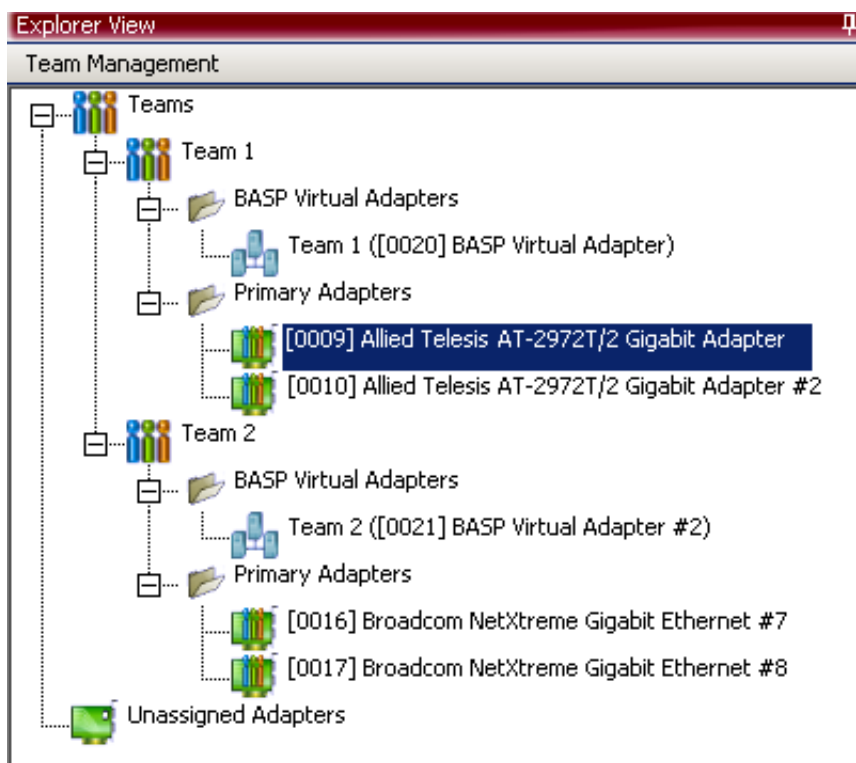 Explorer View
Team Management
Teams
Team 1
BASP Virtual Adapters
Team 1 ([0020] BASP Virtual Adapter)
Primary Adapters
[0009] Allied Telesis AT-2972T/2 Gigabit Adapter
[0010] Allied Telesis AT-2972T/2 Gigabit Adapter #2
Team 2
BASP Virtual Adapters
Team 2 ([0021] BASP Virtual Adapter #2)
Primary Adapters
[0016] Broadcom NetXtreme Gigabit Ethernet #7
[0017] Broadcom NetXtreme Gigabit Ethernet #8
Unassigned Adapters